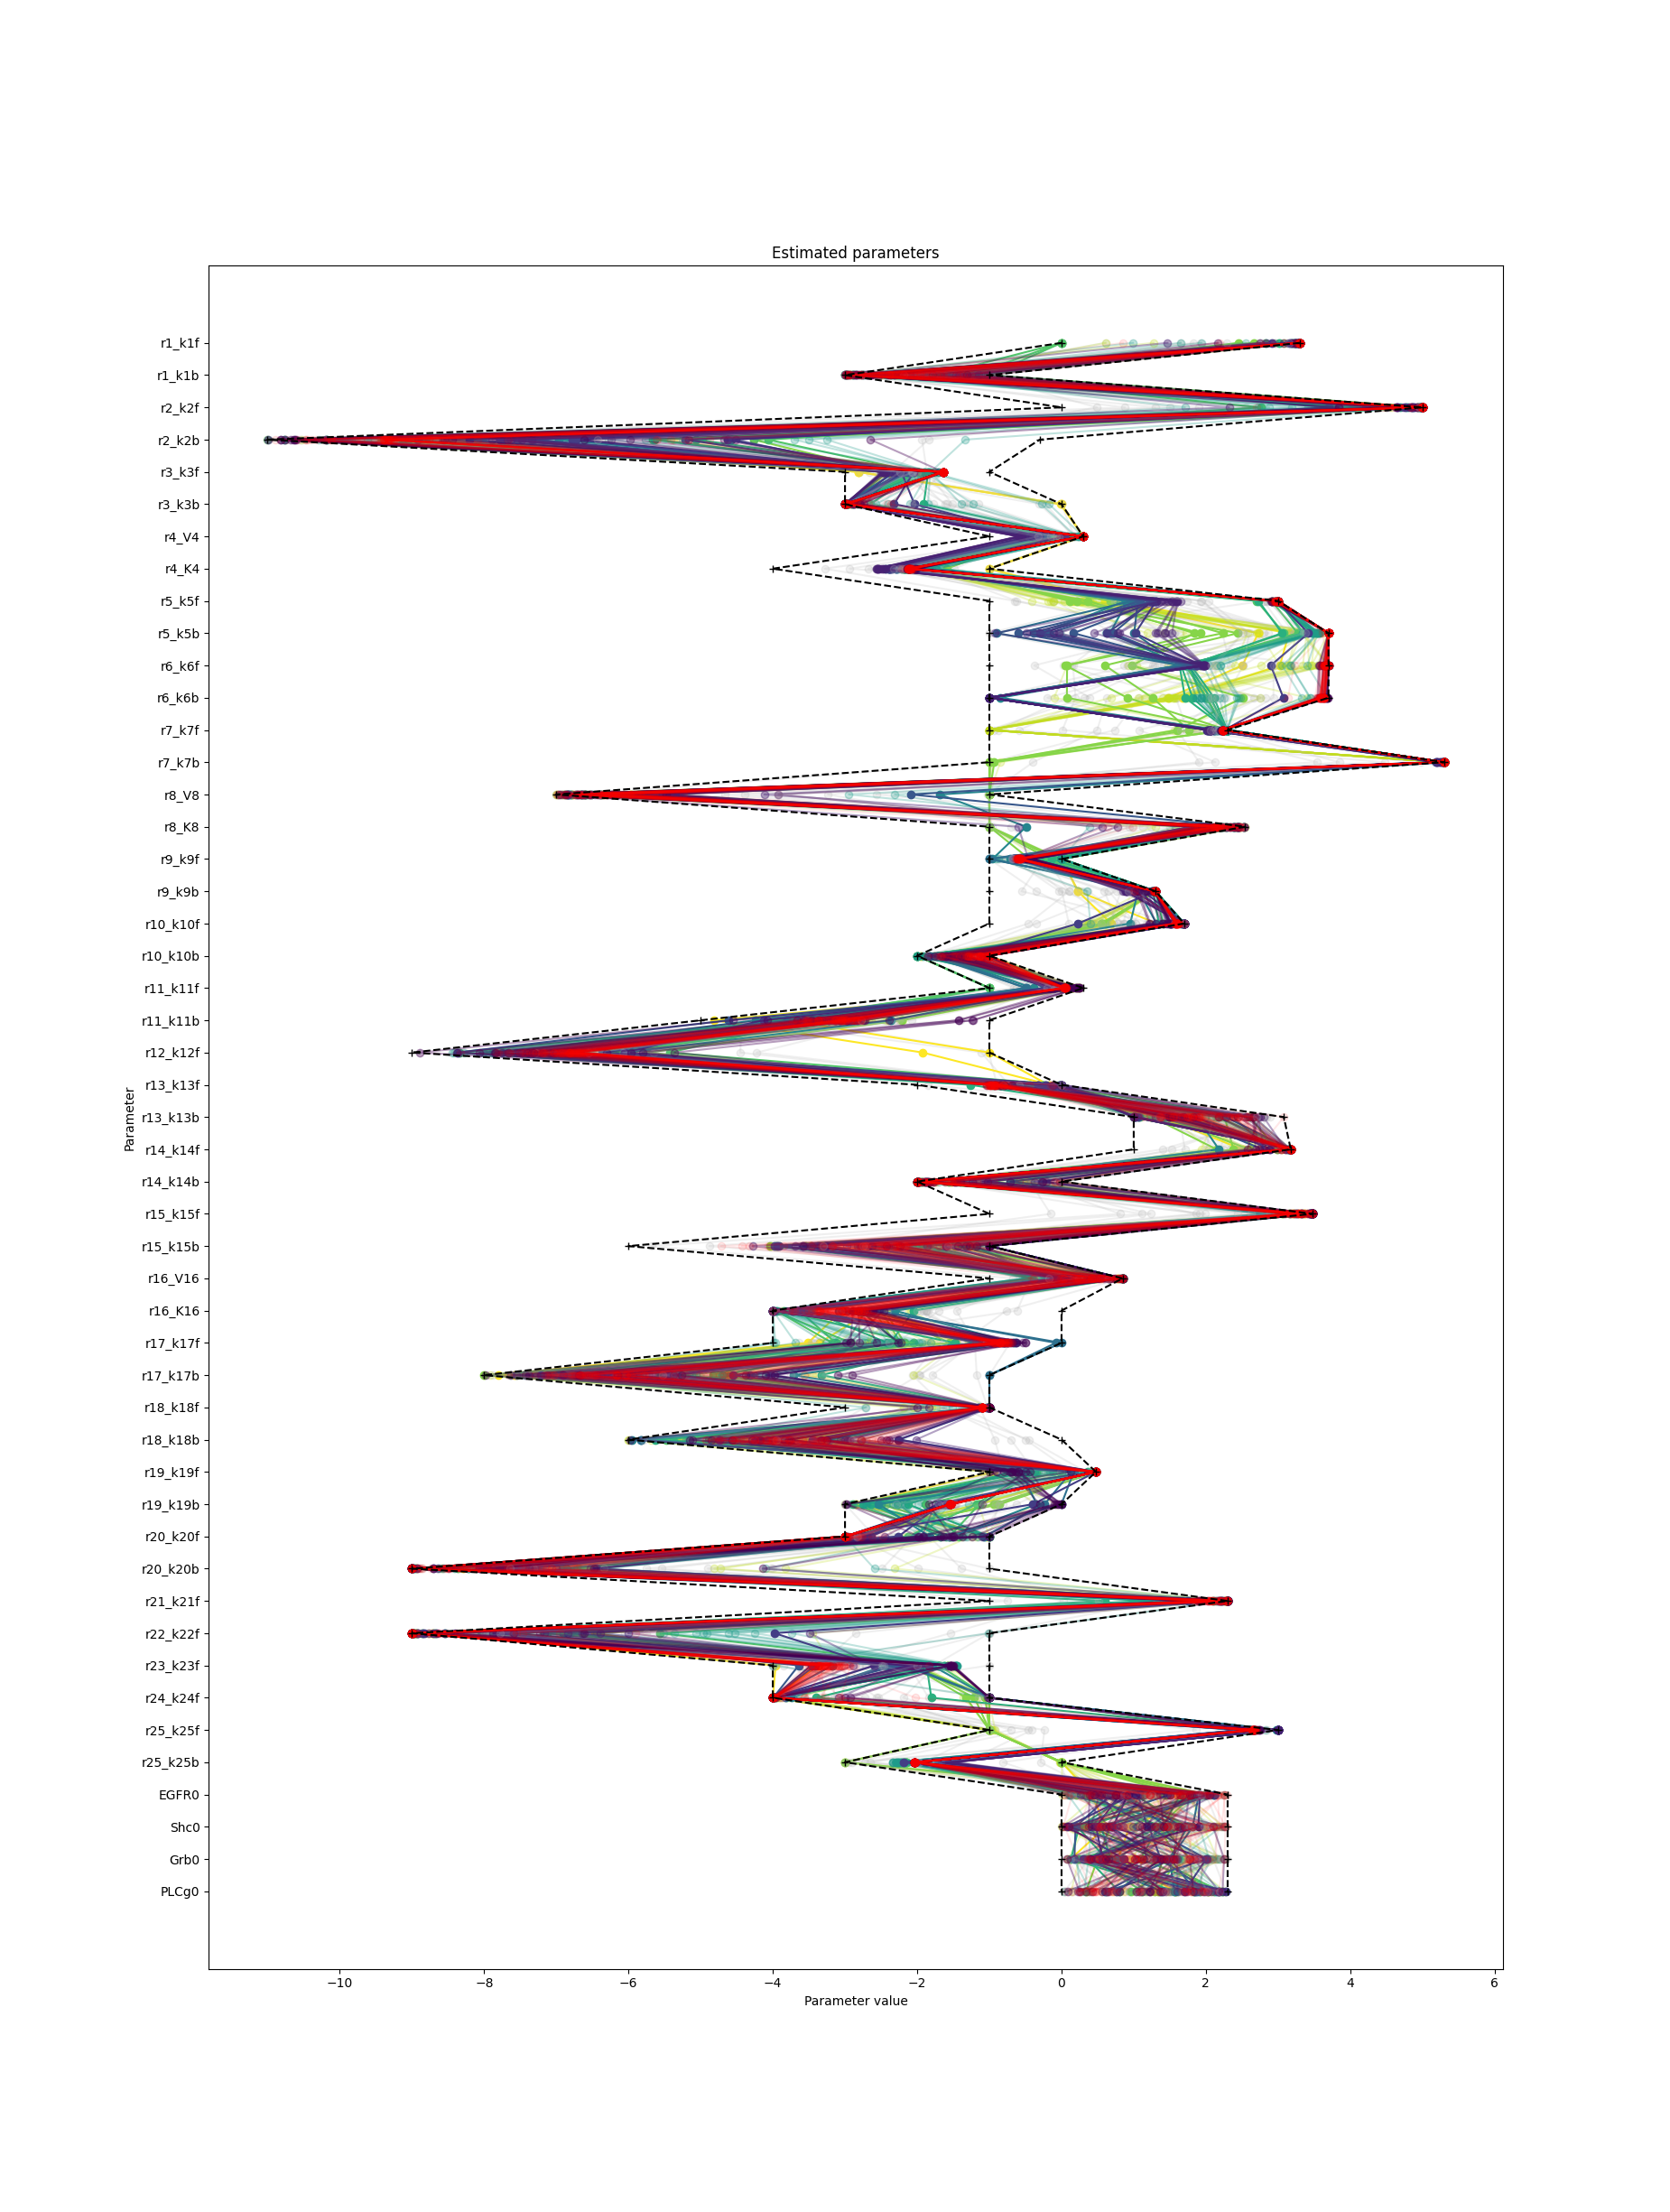 Estimated parameters
r1_k1f
r1_k1b
r2_k2f
r2_k2b
r3_k3f
r3_k3b
r4_V4
r4_K4
r5_k5f
r5_k5b
r6_k6f
r6_k6b
r7_k7f
r7_k7b
r8_V8
r8_K8
r9_k9f
r9_k9b
r10_k10f
r10_k10b
r11_k11f
r11_k11b
r12_k12f
r13_k13f
r13_k13b
r14_k14f
r14_k14b
r15_k15f
r15_k15b
r16_V16
r16_K16
r17_k17f
r17_k17b
r18_k18f
r18_k18b
r19_k19f
r19_k19b
r20_k20f
r20_k20b
r21_k21f
r22_k22f
r23_k23f
r24_k24f
r25_k25f
r25_k25b
EGFR0
Shc0
Grb0
PLCg0
Parameter
−10 −8 −6 −4 −2 0 2 4 6
Parameter value